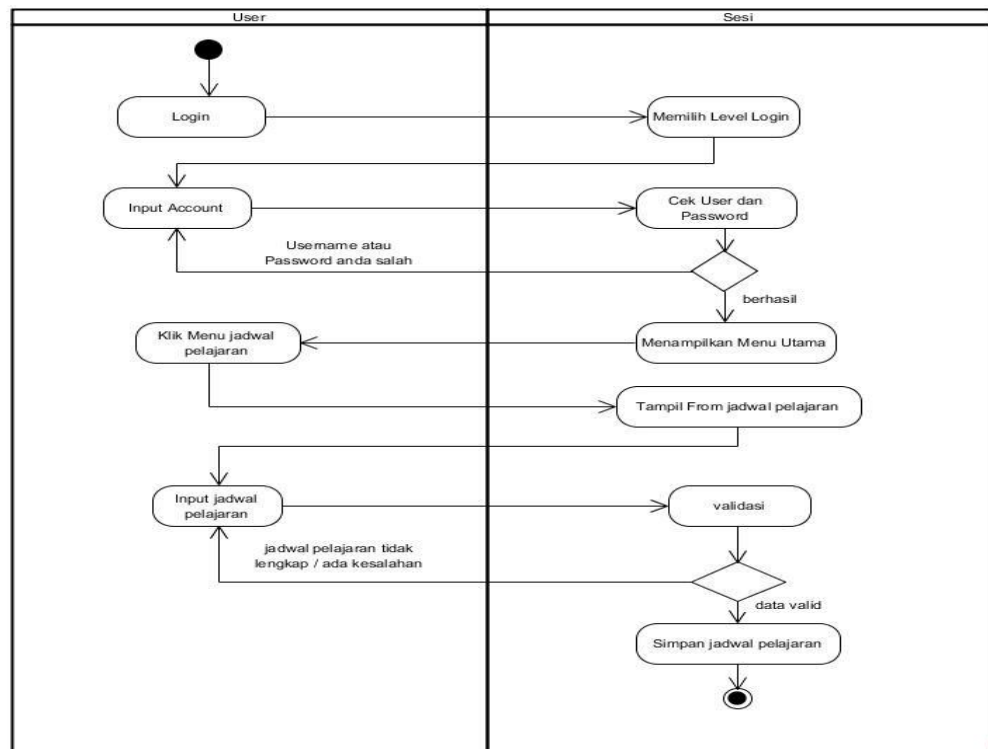 User
Sesi
Login
Memilih Level Login
Input Account
Cek User dan
Password
Username atau
Password anda salah
berhasil
Klik Menu jadwal
pelajaran
Menampilkan Menu Utama
Tampil From jadwal pelajaran
Input jadwal
pelajaran
validasi
jadwal pelajaran tidak
lengkap / ada kesalahan
data valid
Simpan jadwal pelajaran